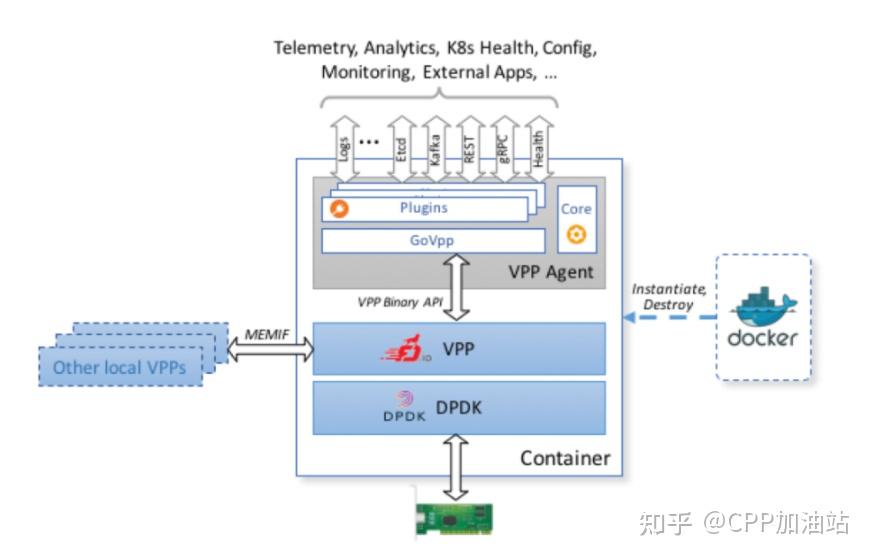 Telemetry, Analytics, K8s Health, Config,
Monitoring, External Apps, ...
Logs
...
Etcd
Kafka
REST
gRPC
Health
Plugins
Core
GoVpp
VPP Agent
VPP Binary API
Instantiate,
Destroy
docker
MEMIF
Other local VPPs
VPP
DPDK
DPDK
Container
知乎 @CPP加油站